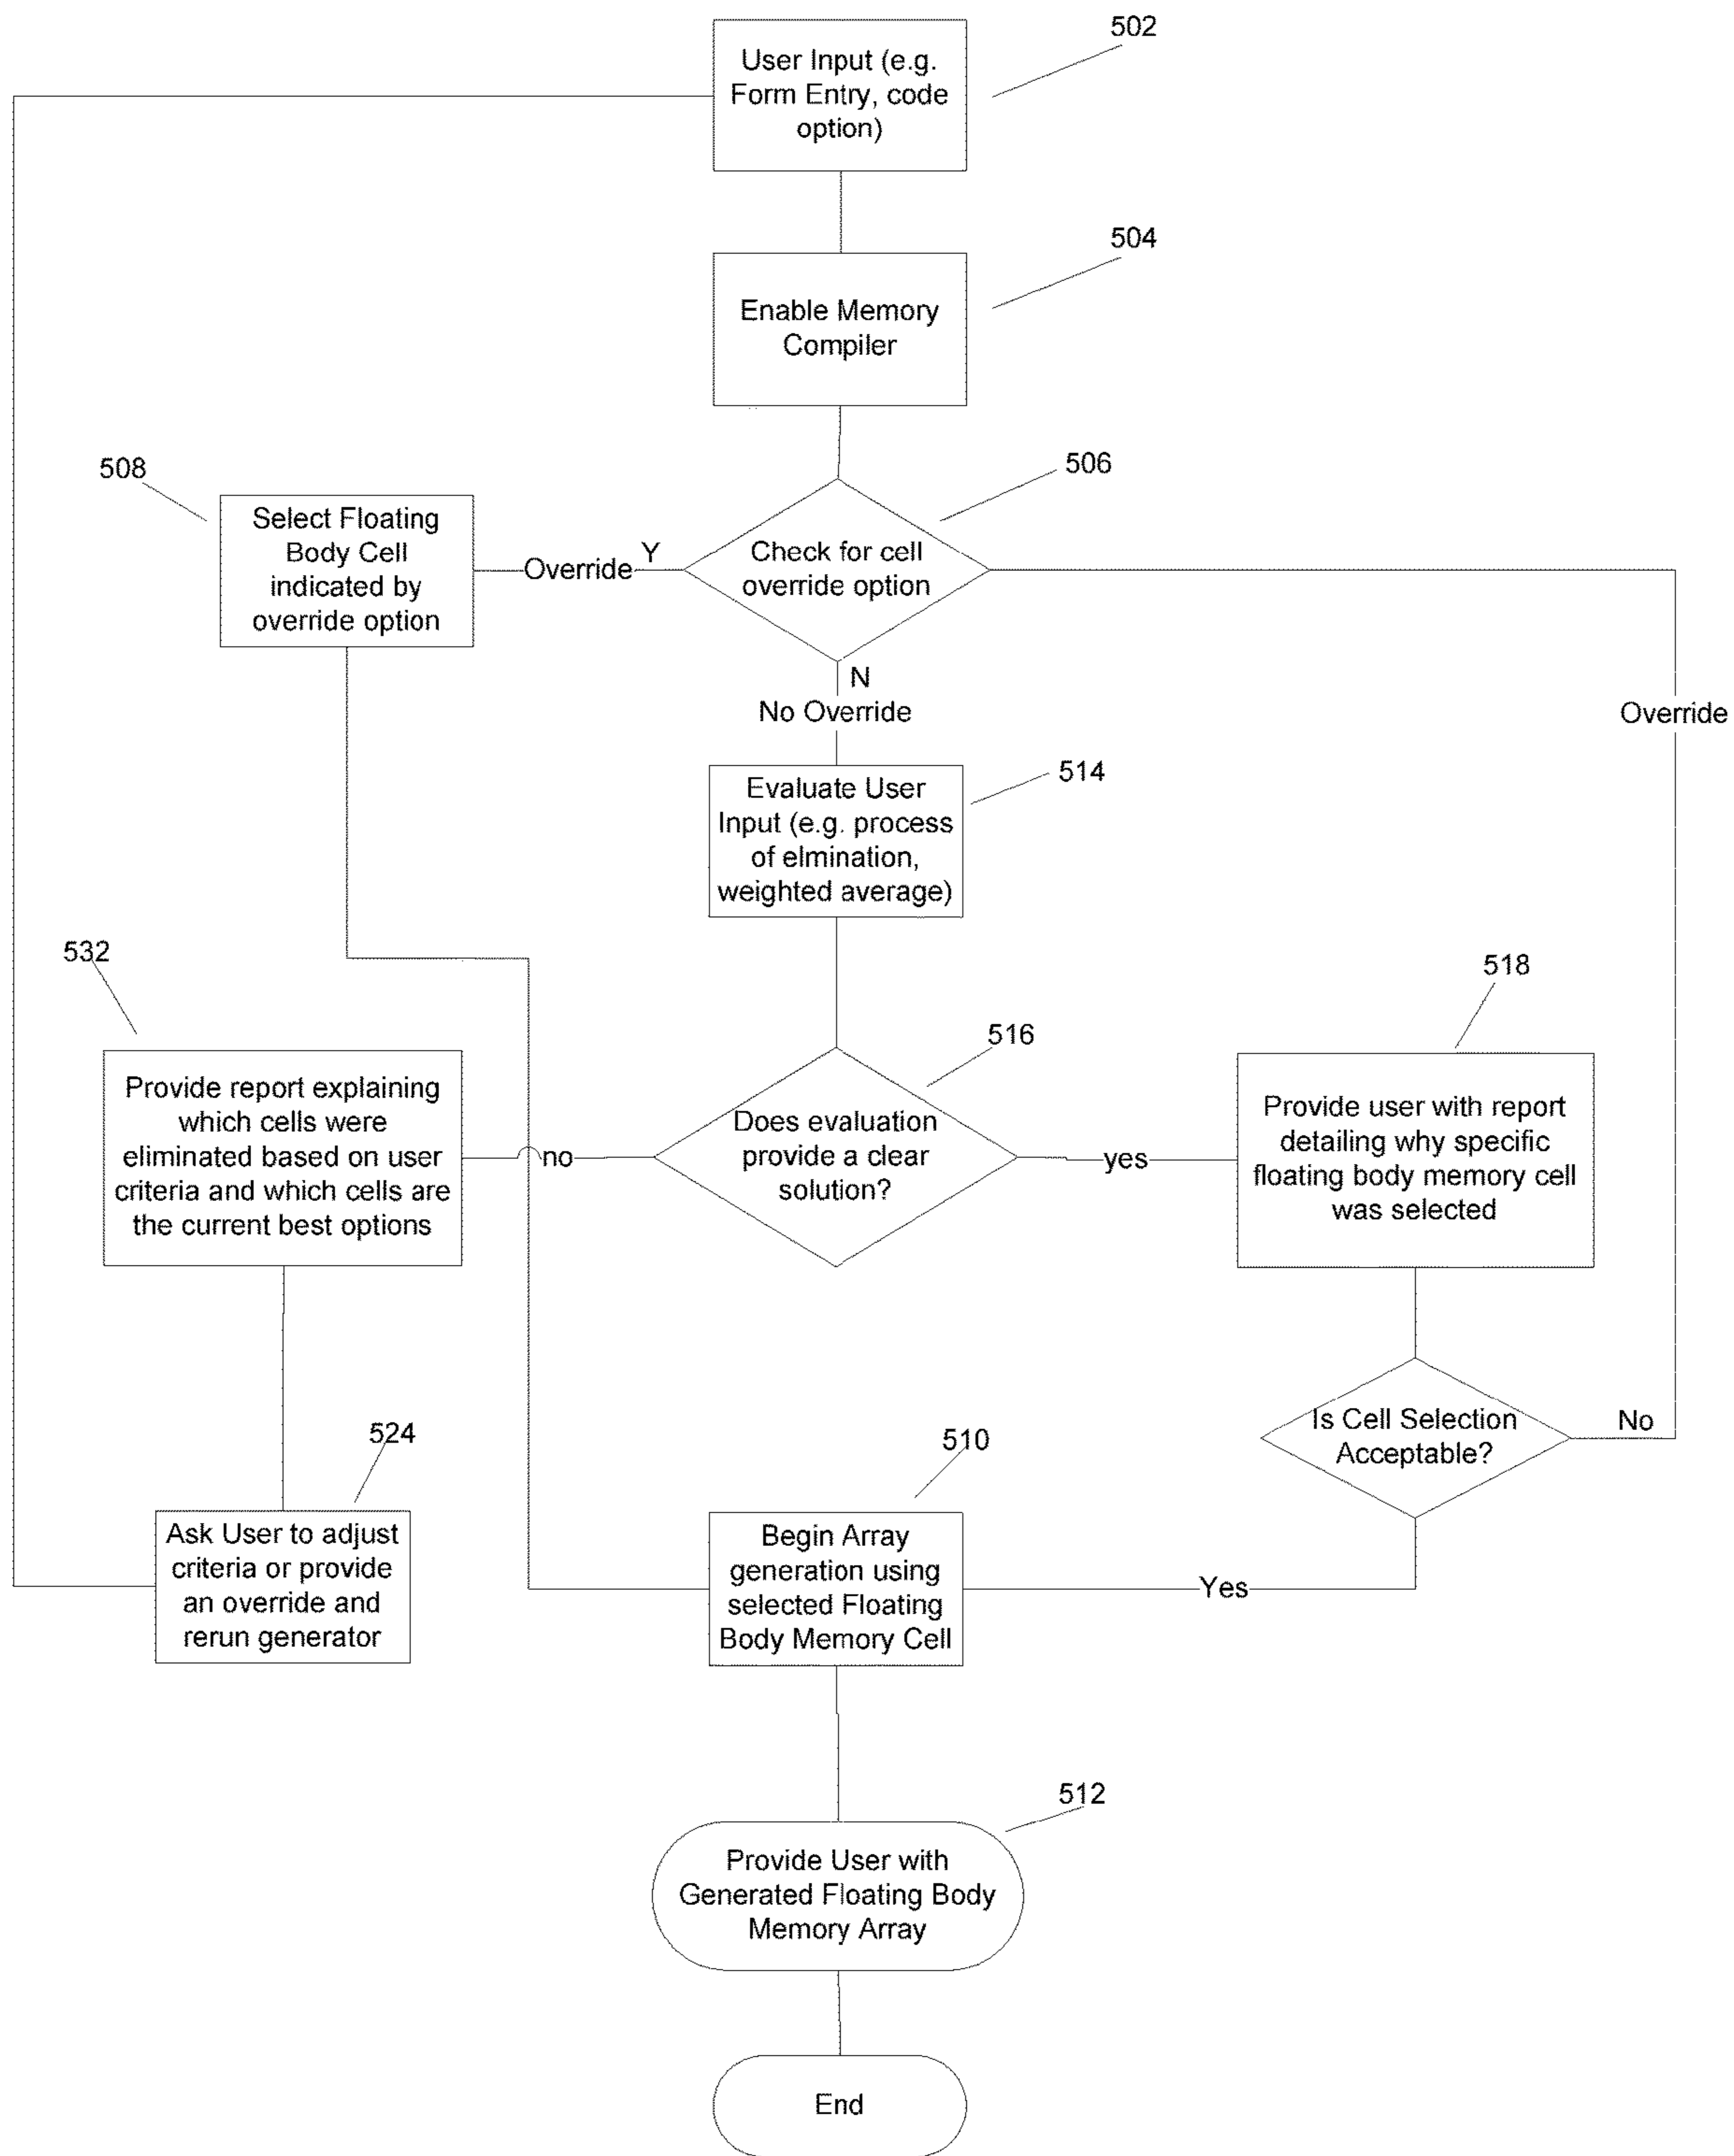 502
User Input (e.g.
Form Entry, code
option)
504
Enable Memory
Compiler
508
506
Select Floating
Body Cell
indicated by
override option
Override
Y
Check for cell
override option
N
No Override
Override
514
Evaluate User
Input (e.g. process
of elmination,
weighted average)
532
518
516
Provide report explaining
which cells were
eliminated based on user
criteria and which cells are
the current best options
no
Does evaluation
provide a clear
solution?
yes
Provide user with report
detailing why specific
floating body memory cell
was selected
524
510
Is Cell Selection
Acceptable?
No
Ask User to adjust
criteria or provide
an override and
rerun generator
Begin Array
generation using
selected Floating
Body Memory Cell
Yes
512
Provide User with
Generated Floating Body
Memory Array
End